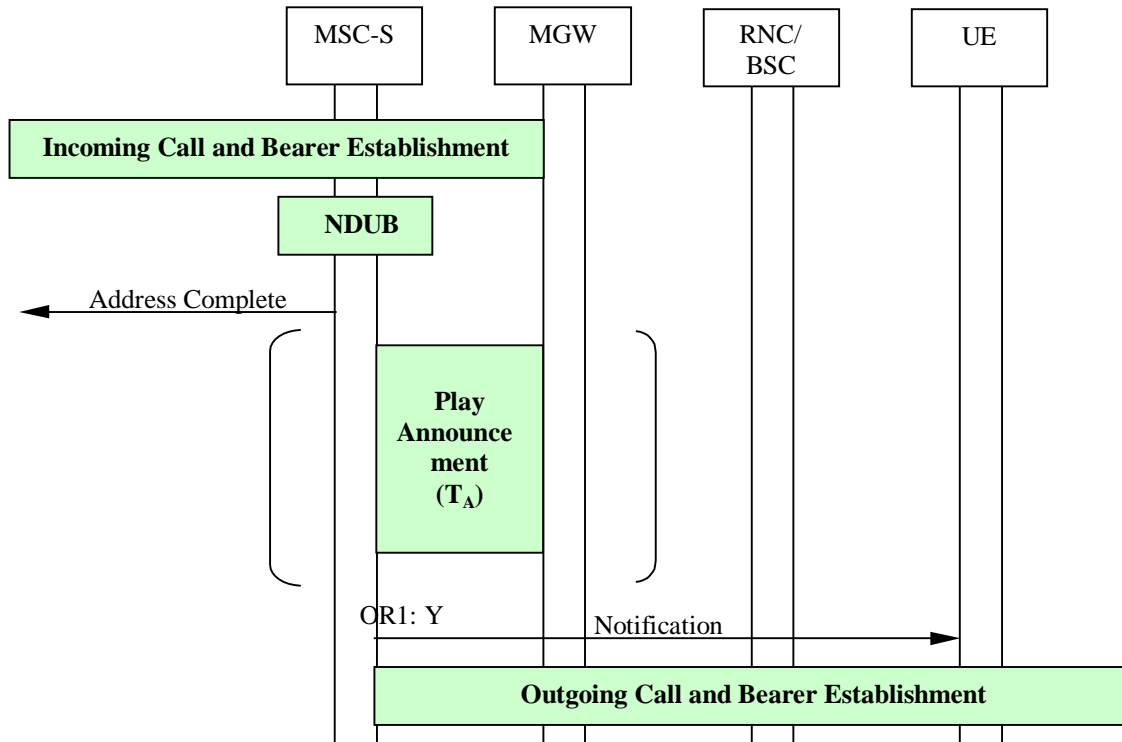 MSC-S
MGW
RNC/
BSC
UE
Incoming Call and Bearer Establishment
NDUB
Address Complete
Play
Announce
ment
(TA)
OR1: Y
Notification
Outgoing Call and Bearer Establishment